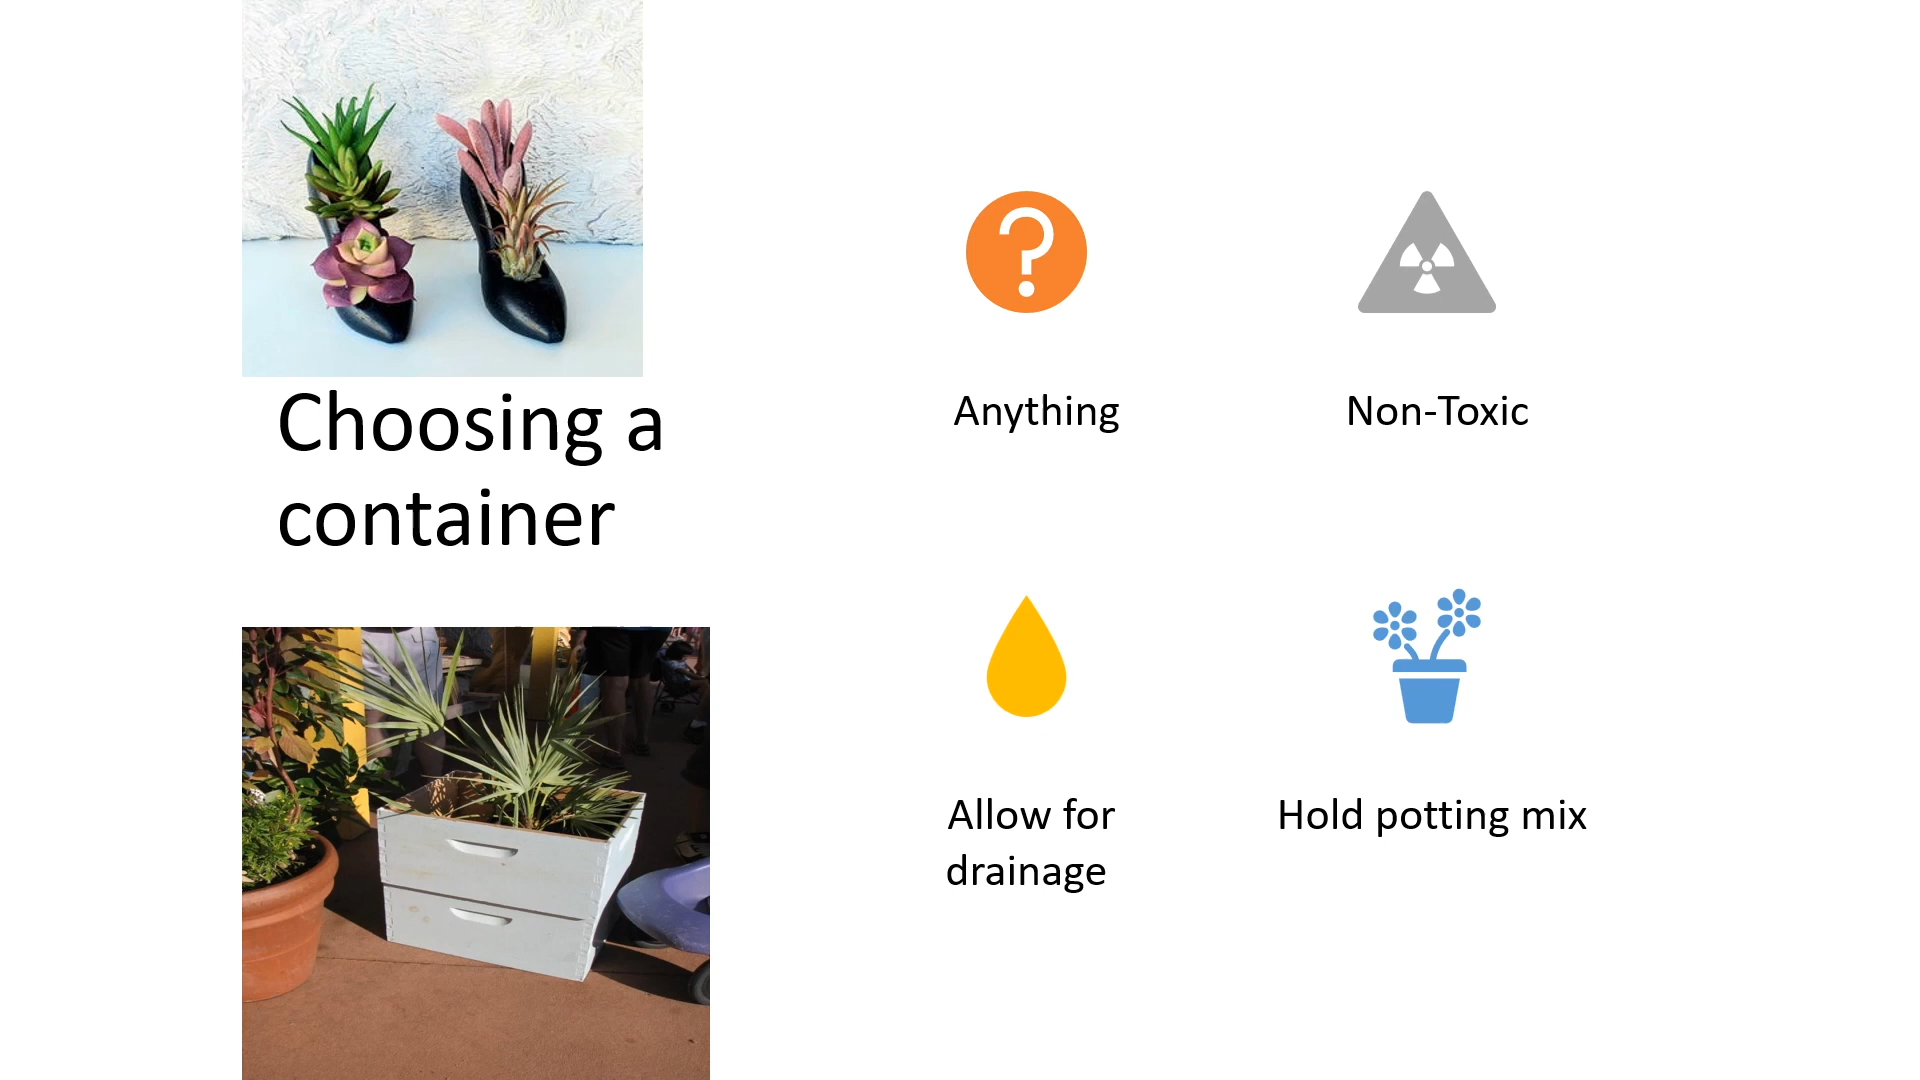 Choosing a
container
Anything
Non-Toxic
Allow for
drainage
Hold potting mix